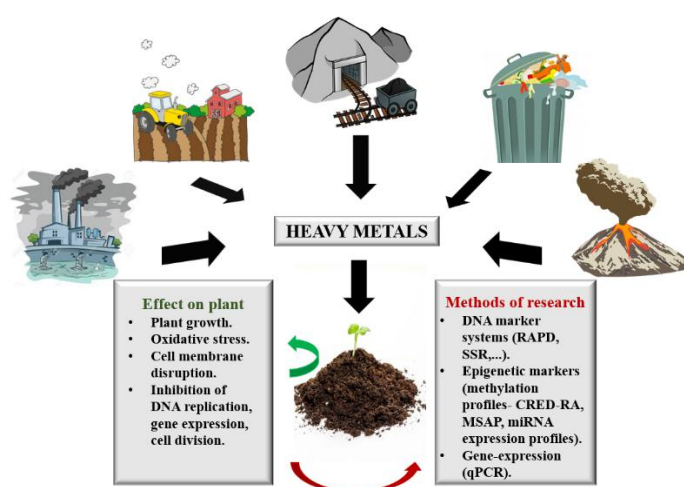 HEAVY METALS
Effect on plant
• Plant growth.
• Oxidative stress.
• Cell membrane
disruption.
• Inhibition of
DNA replication,
gene expression,
cell division.
Methods of research
• DNA marker
systems (RAPD,
SSR,...).
• Epigenetic markers
(methylation
profiles- CRED-RA,
MSAP, miRNA
expression profiles).
• Gene-expression
(qPCR).